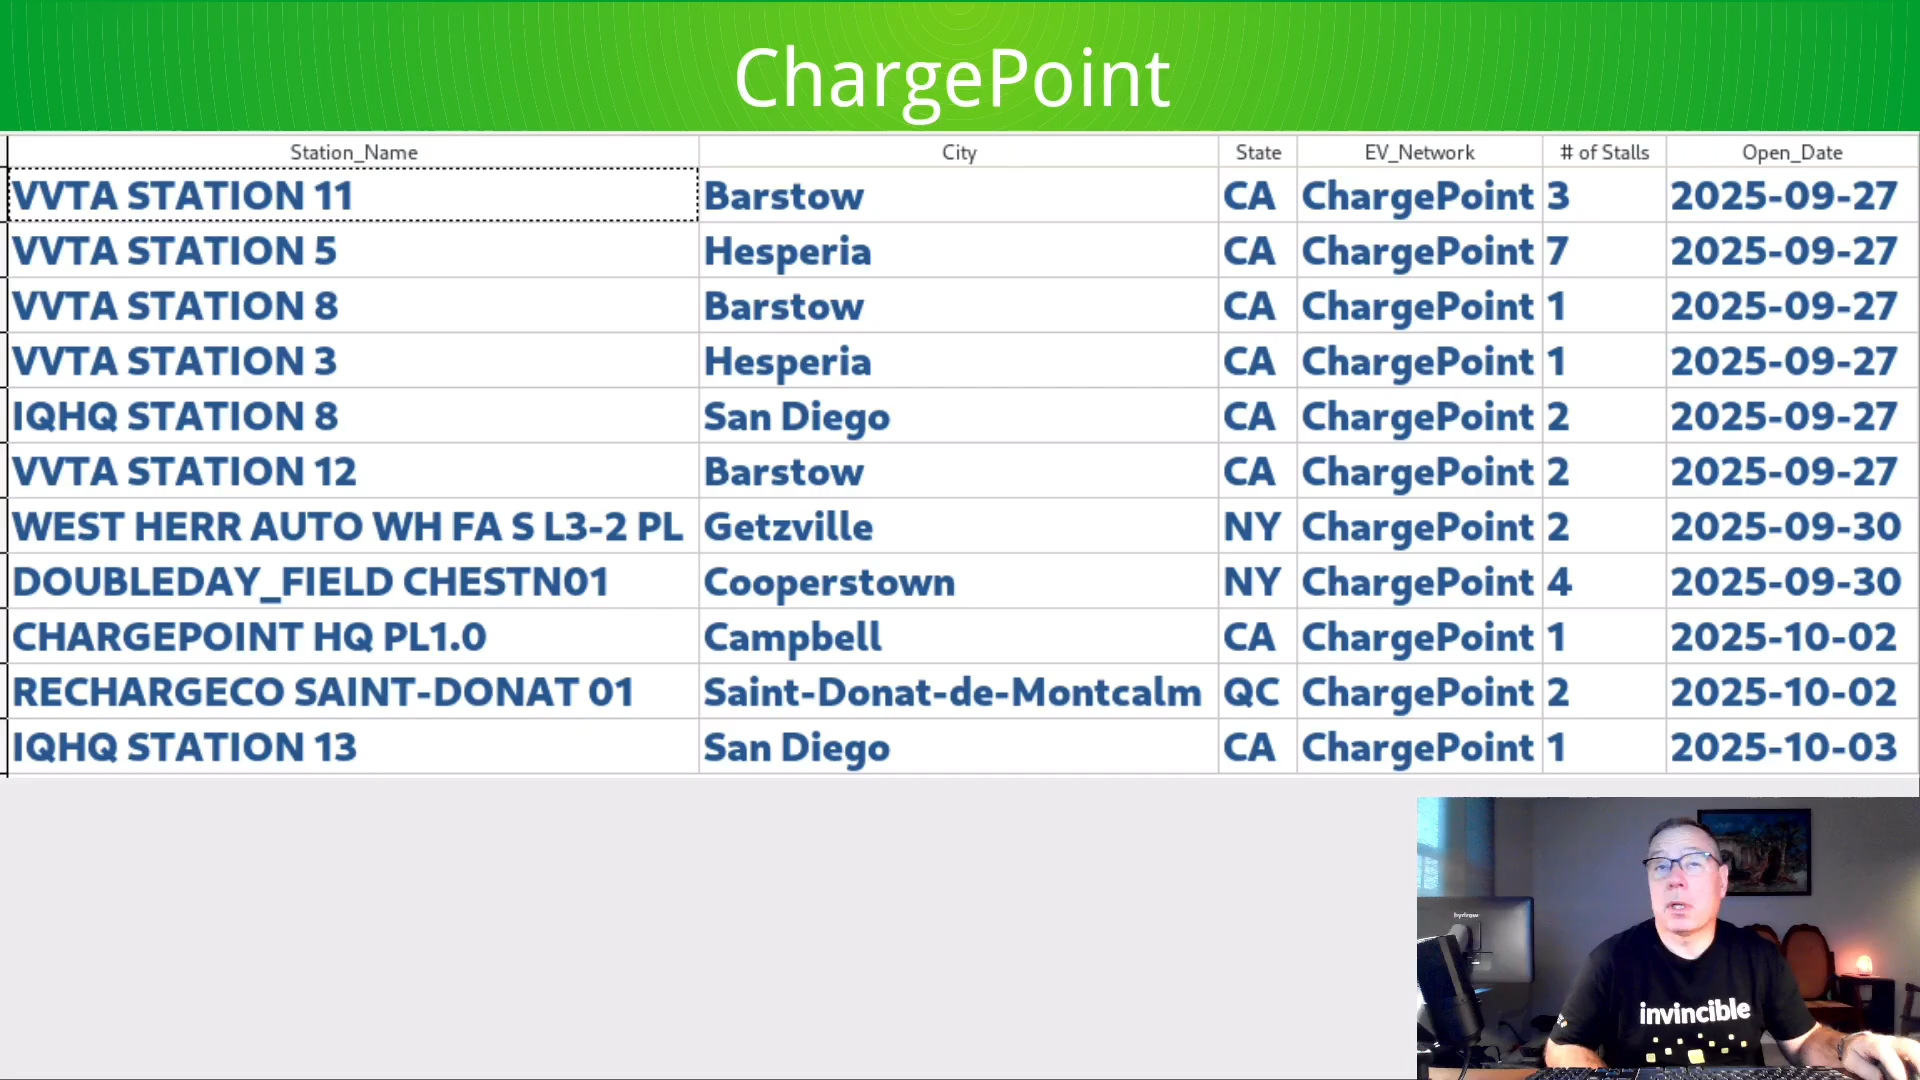 ChargePoint
Station_Name City State EV_Network # of Stalls Open_Date
VVTA STATION 11 Barstow CA ChargePoint 3 2025-09-27
VVTA STATION 5 Hesperia CA ChargePoint 7 2025-09-27
VVTA STATION 8 Barstow CA ChargePoint 1 2025-09-27
VVTA STATION 3 Hesperia CA ChargePoint 1 2025-09-27
IQHQ STATION 8 San Diego CA ChargePoint 2 2025-09-27
VVTA STATION 12 Barstow CA ChargePoint 2 2025-09-27
WEST HERR AUTO WH FA S L3-2 PL Getzville NY ChargePoint 2 2025-09-30
DOUBLEDAY_FIELD CHESTN01 Cooperstown NY ChargePoint 4 2025-09-30
CHARGEPOINT HQ PL1.0 Campbell CA ChargePoint 1 2025-10-02
RECHARGECO SAINT-DONAT 01 Saint-Donat-de-Montcalm QC ChargePoint 2 2025-10-02
IQHQ STATION 13 San Diego CA ChargePoint 1 2025-10-03
hydrow
invincible